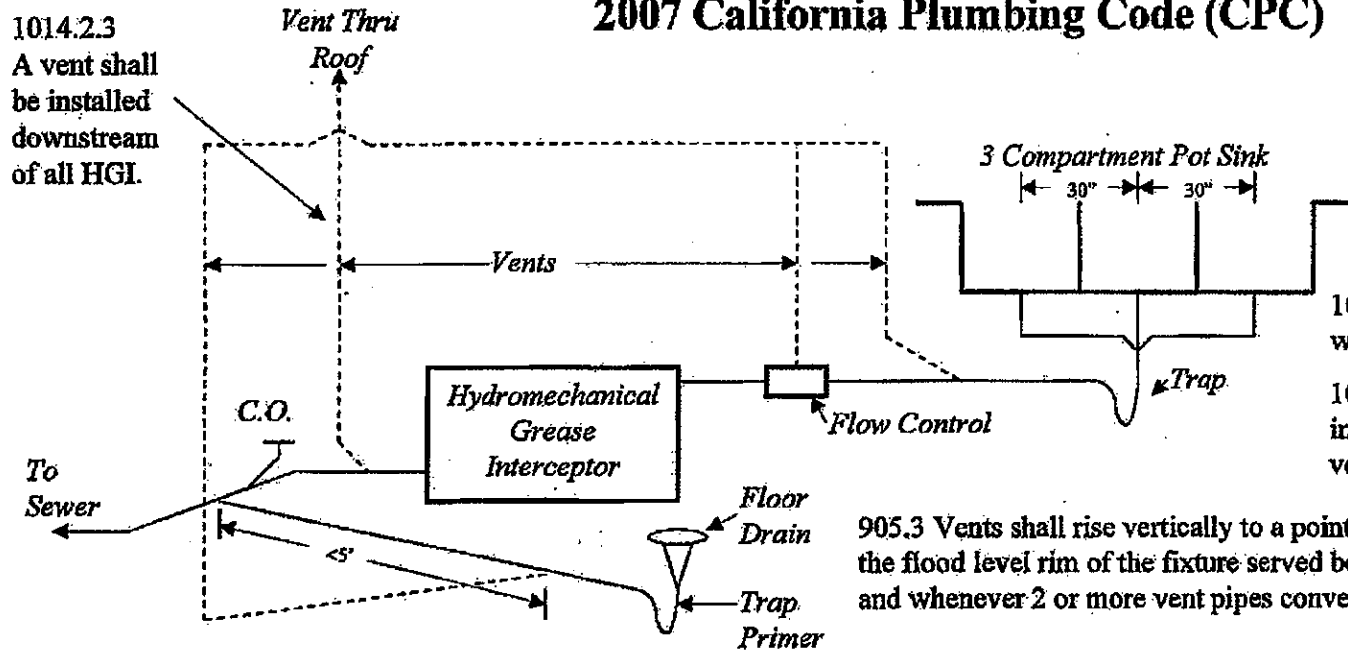 2007 California Plumbing Code (CPC)
1014.2.3
A vent shall
be installed
downstream
of all HGI.
Vent Thru
Roof
3 Compartment Pot Sink
30"
30"
Vents
Hydromechanical
Grease
Interceptor
Flow Control
Trap
C.O.
To
Sewer
<5'
Floor
Drain
Trap
Primer
905.3 Vents shall rise vertically to a point
the flood level rim of the fixture served
and whenever 2 or more vent pipes